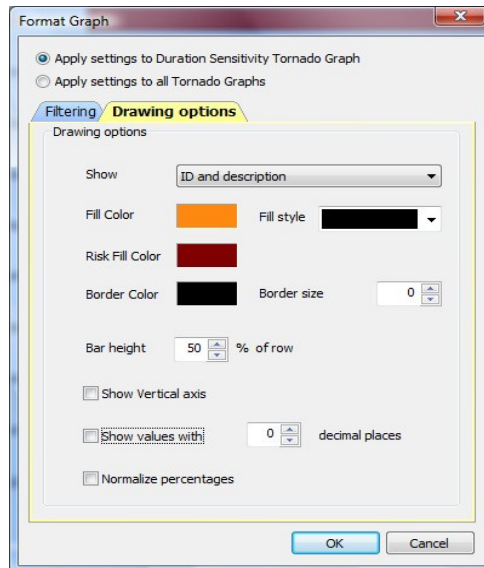 Format Graph
Apply settings to Duration Sensitivity Tornado Graph
Apply settings to all Tornado Graphs
Filtering Drawing options
Drawing options
Show ID and description
Fill Color Fill style
Risk Fill Color
Border Color Border size 0
Bar height 50 % of row
Show Vertical axis
Show values with 0 decimal places
Normalize percentages
OK Cancel